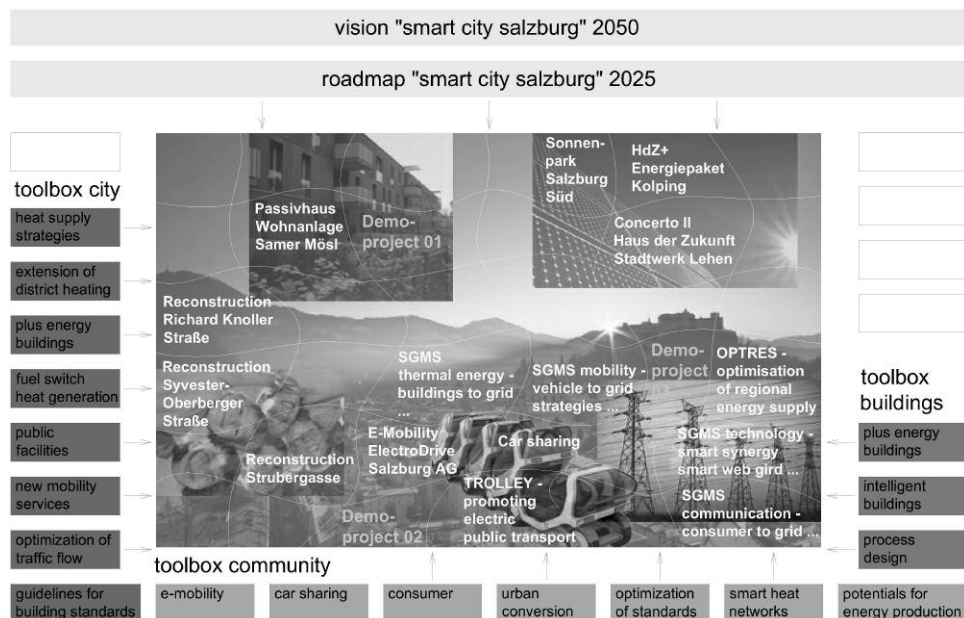 vision "smart city salzburg" 2050
roadmap "smart city salzburg" 2025
toolbox city
heat supply
strategies
extension of
district heating
plus energy
buildings
fuel switch
heat generation
public
facilities
new mobility
services
optimization of
traffic flow
guidelines for
building standards
Passivhaus
Wohnanlage
Samer Mösl
Demo-
project 01
Sonnen-
park
Salzburg
Süd
HdZ+
Energiepaket
Kolping
Concerto II
Haus der Zukunft
Stadtwerk Lehen
Reconstruction
Richard Knoller
Straße
Reconstruction
Syvester-
Oberberger
Straße
Reconstruction
Strubergasse
SGMS
thermal energy -
buildings to grid
...
E-Mobility
ElectroDrive
Salzburg AG
Demo-
project 02
SGMS mobility -
vehicle to grid
strategies ...
Car sharing
TROLLEY -
promoting
electric
public transport
Demo-
project
OPTRES -
optimisation
of regional
energy supply
SGMS technology -
smart synergy
smart web gird ...
SGMS
communication -
consumer to grid ...
toolbox
buildings
plus energy
buildings
intelligent
buildings
process
design
toolbox community
e-mobility
car sharing
consumer
urban
conversion
optimization
of standards
smart heat
networks
potentials for
energy production